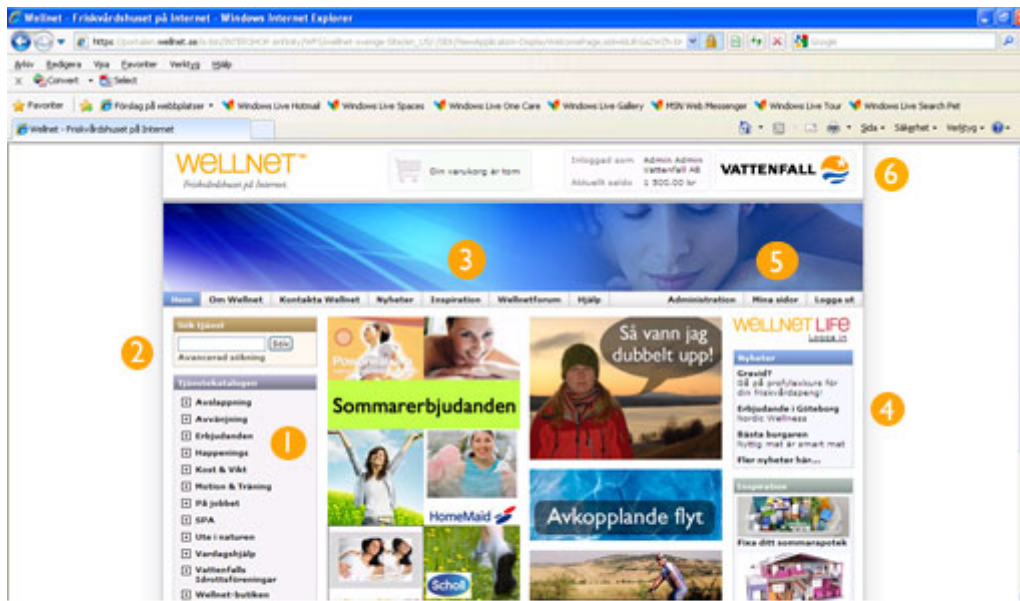 Wellnet - Friskvårdshuset på Internet - Windows Internet Explorer
Google
Arkiv Redigera Visa Favoriter Verktyg Hjälp
X Convert Select
Favoriter Förslag på webbplatser Windows Live Hotmail Windows Live Spaces Windows Live One Care Windows Live Gallery MSN Web Messenger Windows Live Tour Windows Live Search Pet
Wellnet - Friskvårdshuset på Internet
Sida Säkerhet Verktyg
WELLNET™
Friskvårdshuset på Internet.
Din varukorg är tom
Inloggad som Admin Admin
Vattenfall AB
Aktuellt saldo 1 500.00 kr
VATTENFALL
6
3
5
Hem Om Wellnet Kontakta Wellnet Nyheter Inspiration Wellnetforum Hjälp Administration Mina sidor Logga ut
2
Sök tjänst
Sök
Avancerad sökning
Tjänstekatalogen
Avslappning
Avvänjning
Erbjudanden
1
Happenings
Kost & Vikt
Motion & Träning
På jobbet
SPA
Ute i naturen
Vardagshjälp
Vattenfalls
Idrottsföreningar
Wellnet-butiken
Sommarerbjudanden
HomeMaid
Scholl
Så vann jag
dubbelt upp!
Avkopplande flyt
WELLNET LIFE
Logga in
Nyheter
Gravid?
Gå på profylaxkurs för
din friskvårdspeng!
4
Erbjudande i Göteborg
Nordic Wellness
Bästa burgaren
Nyttig mat är smart mat
Fler nyheter här...
Inspiration
Fixa ditt sommarapotek